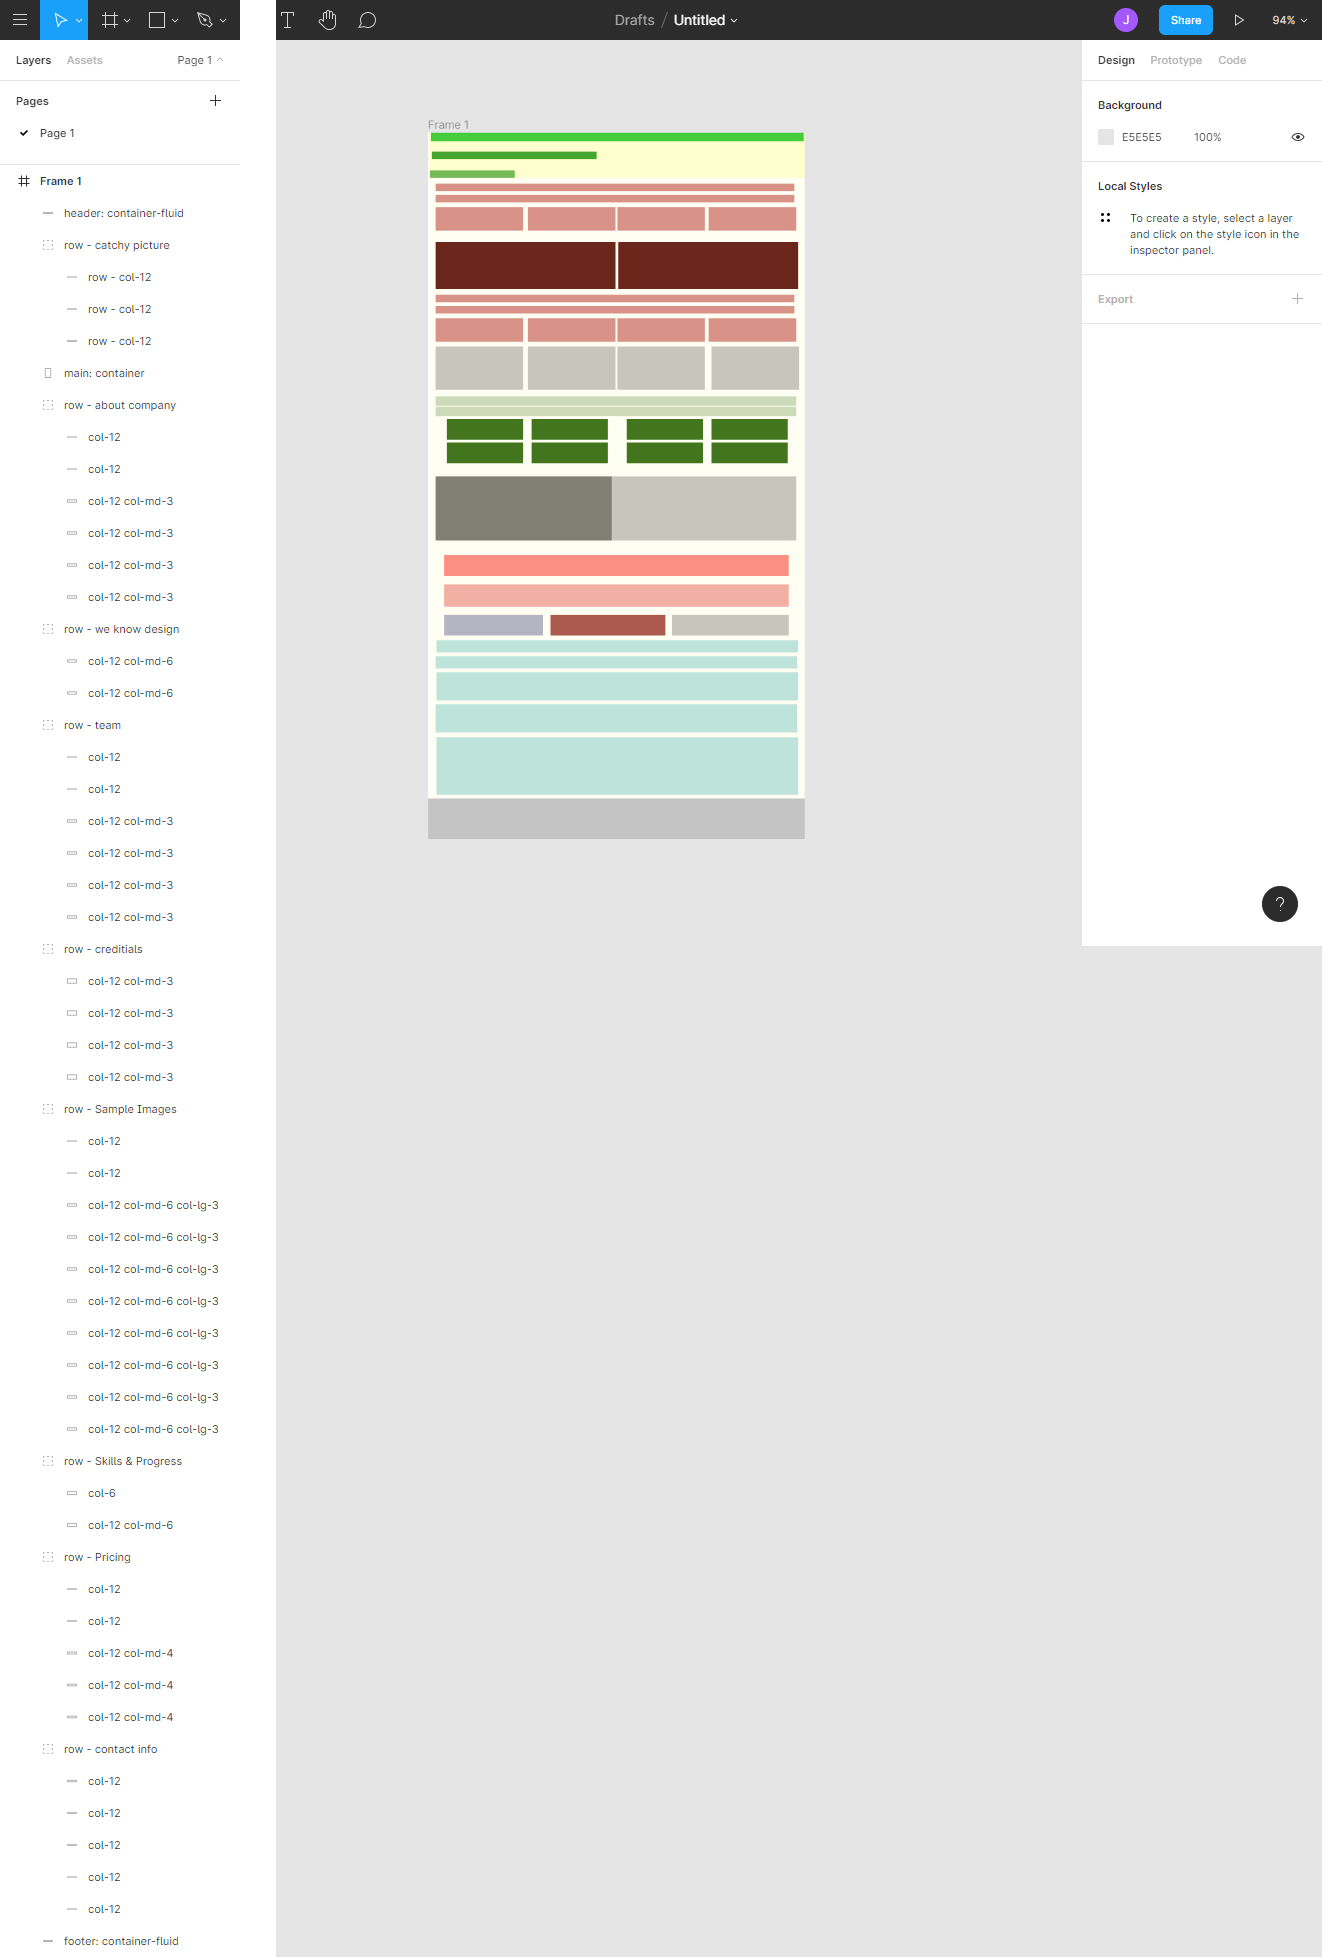 Drafts / Untitled
J
Share
94%
Layers
Assets
Page 1
Pages
Page 1
Frame 1
header: container-fluid
row - catchy picture
row - col-12
row - col-12
row - col-12
main: container
row - about company
col-12
col-12
col-12 col-md-3
col-12 col-md-3
col-12 col-md-3
col-12 col-md-3
row - we know design
col-12 col-md-6
col-12 col-md-6
row - team
col-12
col-12
col-12 col-md-3
col-12 col-md-3
col-12 col-md-3
col-12 col-md-3
row - creditials
col-12 col-md-3
col-12 col-md-3
col-12 col-md-3
col-12 col-md-3
row - Sample Images
col-12
col-12
col-12 col-md-6 col-lg-3
col-12 col-md-6 col-lg-3
col-12 col-md-6 col-lg-3
col-12 col-md-6 col-lg-3
col-12 col-md-6 col-lg-3
col-12 col-md-6 col-lg-3
col-12 col-md-6 col-lg-3
col-12 col-md-6 col-lg-3
row - Skills & Progress
col-6
col-12 col-md-6
row - Pricing
col-12
col-12
col-12 col-md-4
col-12 col-md-4
col-12 col-md-4
row - contact info
col-12
col-12
col-12
col-12
col-12
footer: container-fluid
Frame 1
Design
Prototype
Code
Background
E5E5E5 100%
Local Styles
To create a style, select a layer
and click on the style icon in the
inspector panel.
Export
?